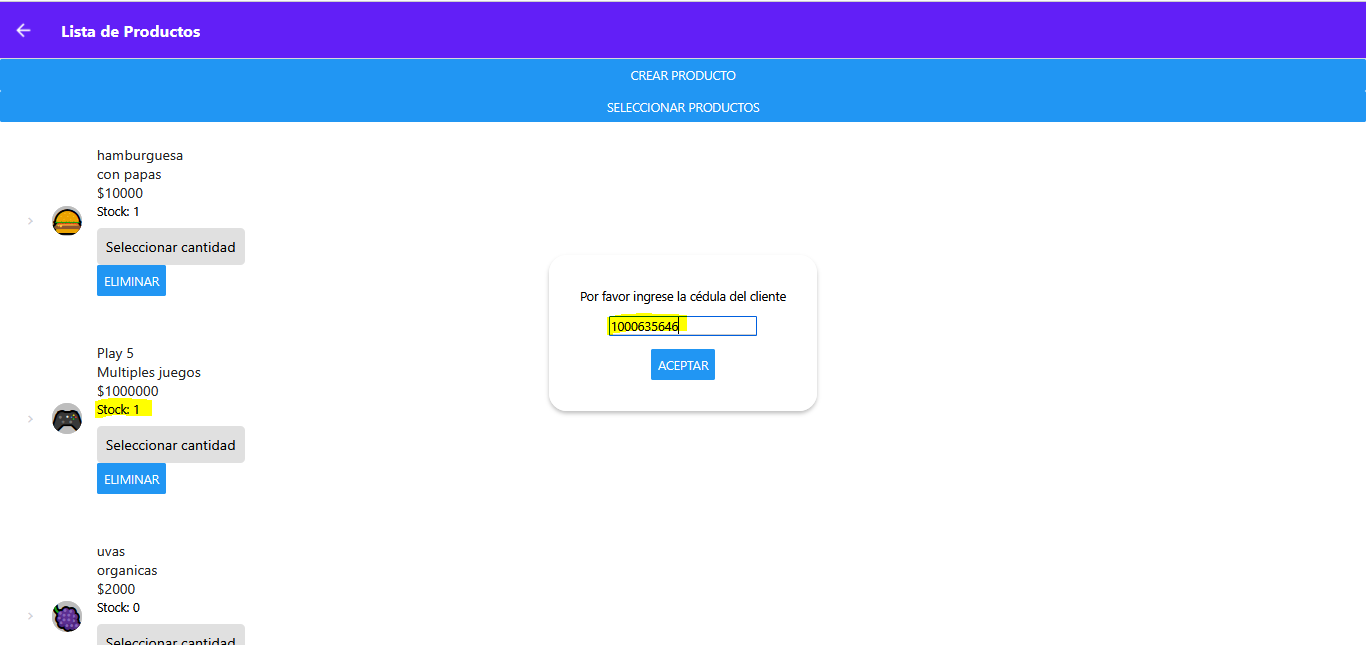 Lista de Productos
CREAR PRODUCTO
SELECCIONAR PRODUCTOS
hamburguesa
con papas
$10000
Stock: 1
Seleccionar cantidad
ELIMINAR
Por favor ingrese la cédula del cliente
1000635646
ACEPTAR
Play 5
Multiples juegos
$1000000
Stock: 1
Seleccionar cantidad
ELIMINAR
uvas
organicas
$2000
Stock: 0
Seleccionar cantidad